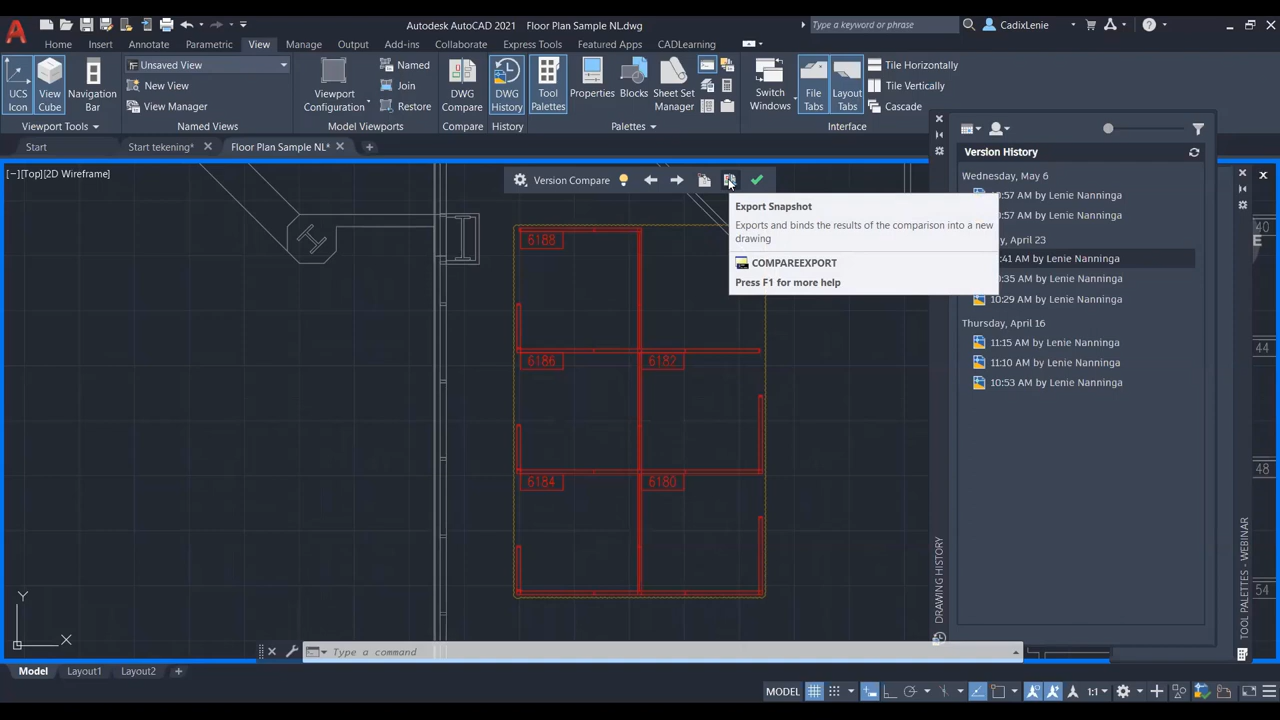 Autodesk AutoCAD 2021 Floor Plan Sample NL.dwg
Type a keyword or phrase
CadixLenie
Home Insert Annotate Parametric View Manage Output Add-ins Collaborate Express Tools Featured Apps CADLearning
UCS Icon
View Cube
Navigation Bar
Viewport Tools
Unsaved View
New View
View Manager
Named Views
Viewport Configuration
Named
Join
Restore
Model Viewports
DWG Compare
Compare
DWG History
History
Tool Palettes
Properties
Blocks
Sheet Set Manager
Palettes
Switch Windows
File Tabs
Layout Tabs
Tile Horizontally
Tile Vertically
Cascade
Interface
Start
Start tekening*
Floor Plan Sample NL*
[−][Top][2D Wireframe]
Version Compare
Export Snapshot
Exports and binds the results of the comparison into a new
drawing
COMPAREEXPORT
Press F1 for more help
Version History
Wednesday, May 6
10:57 AM by Lenie Nanninga
:57 AM by Lenie Nanninga
, April 23
:41 AM by Lenie Nanninga
:35 AM by Lenie Nanninga
10:29 AM by Lenie Nanninga
Thursday, April 16
11:15 AM by Lenie Nanninga
11:10 AM by Lenie Nanninga
10:53 AM by Lenie Nanninga
DRAWING HISTORY
TOOL PALETTES - WEBINAR
E
40
44
48
54
6188
6186
6182
6184
6180
Y
X
Type a command
Model Layout1 Layout2
MODEL
1:1